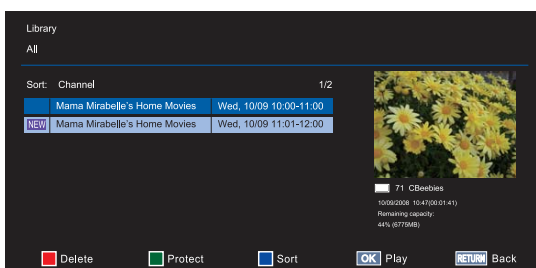 Library
All
Sort: Channel 1/2
Mama Mirabelle's Home Movies Wed, 10/09 10:00-11:00
NEW Mama Mirabelle's Home Movies Wed, 10/09 11:01-12:00
71 CBeebies
10/09/2008 10:47(00:01:41)
Remaining capacity:
44% (6775MB)
Delete Protect Sort OK Play RETURN Back